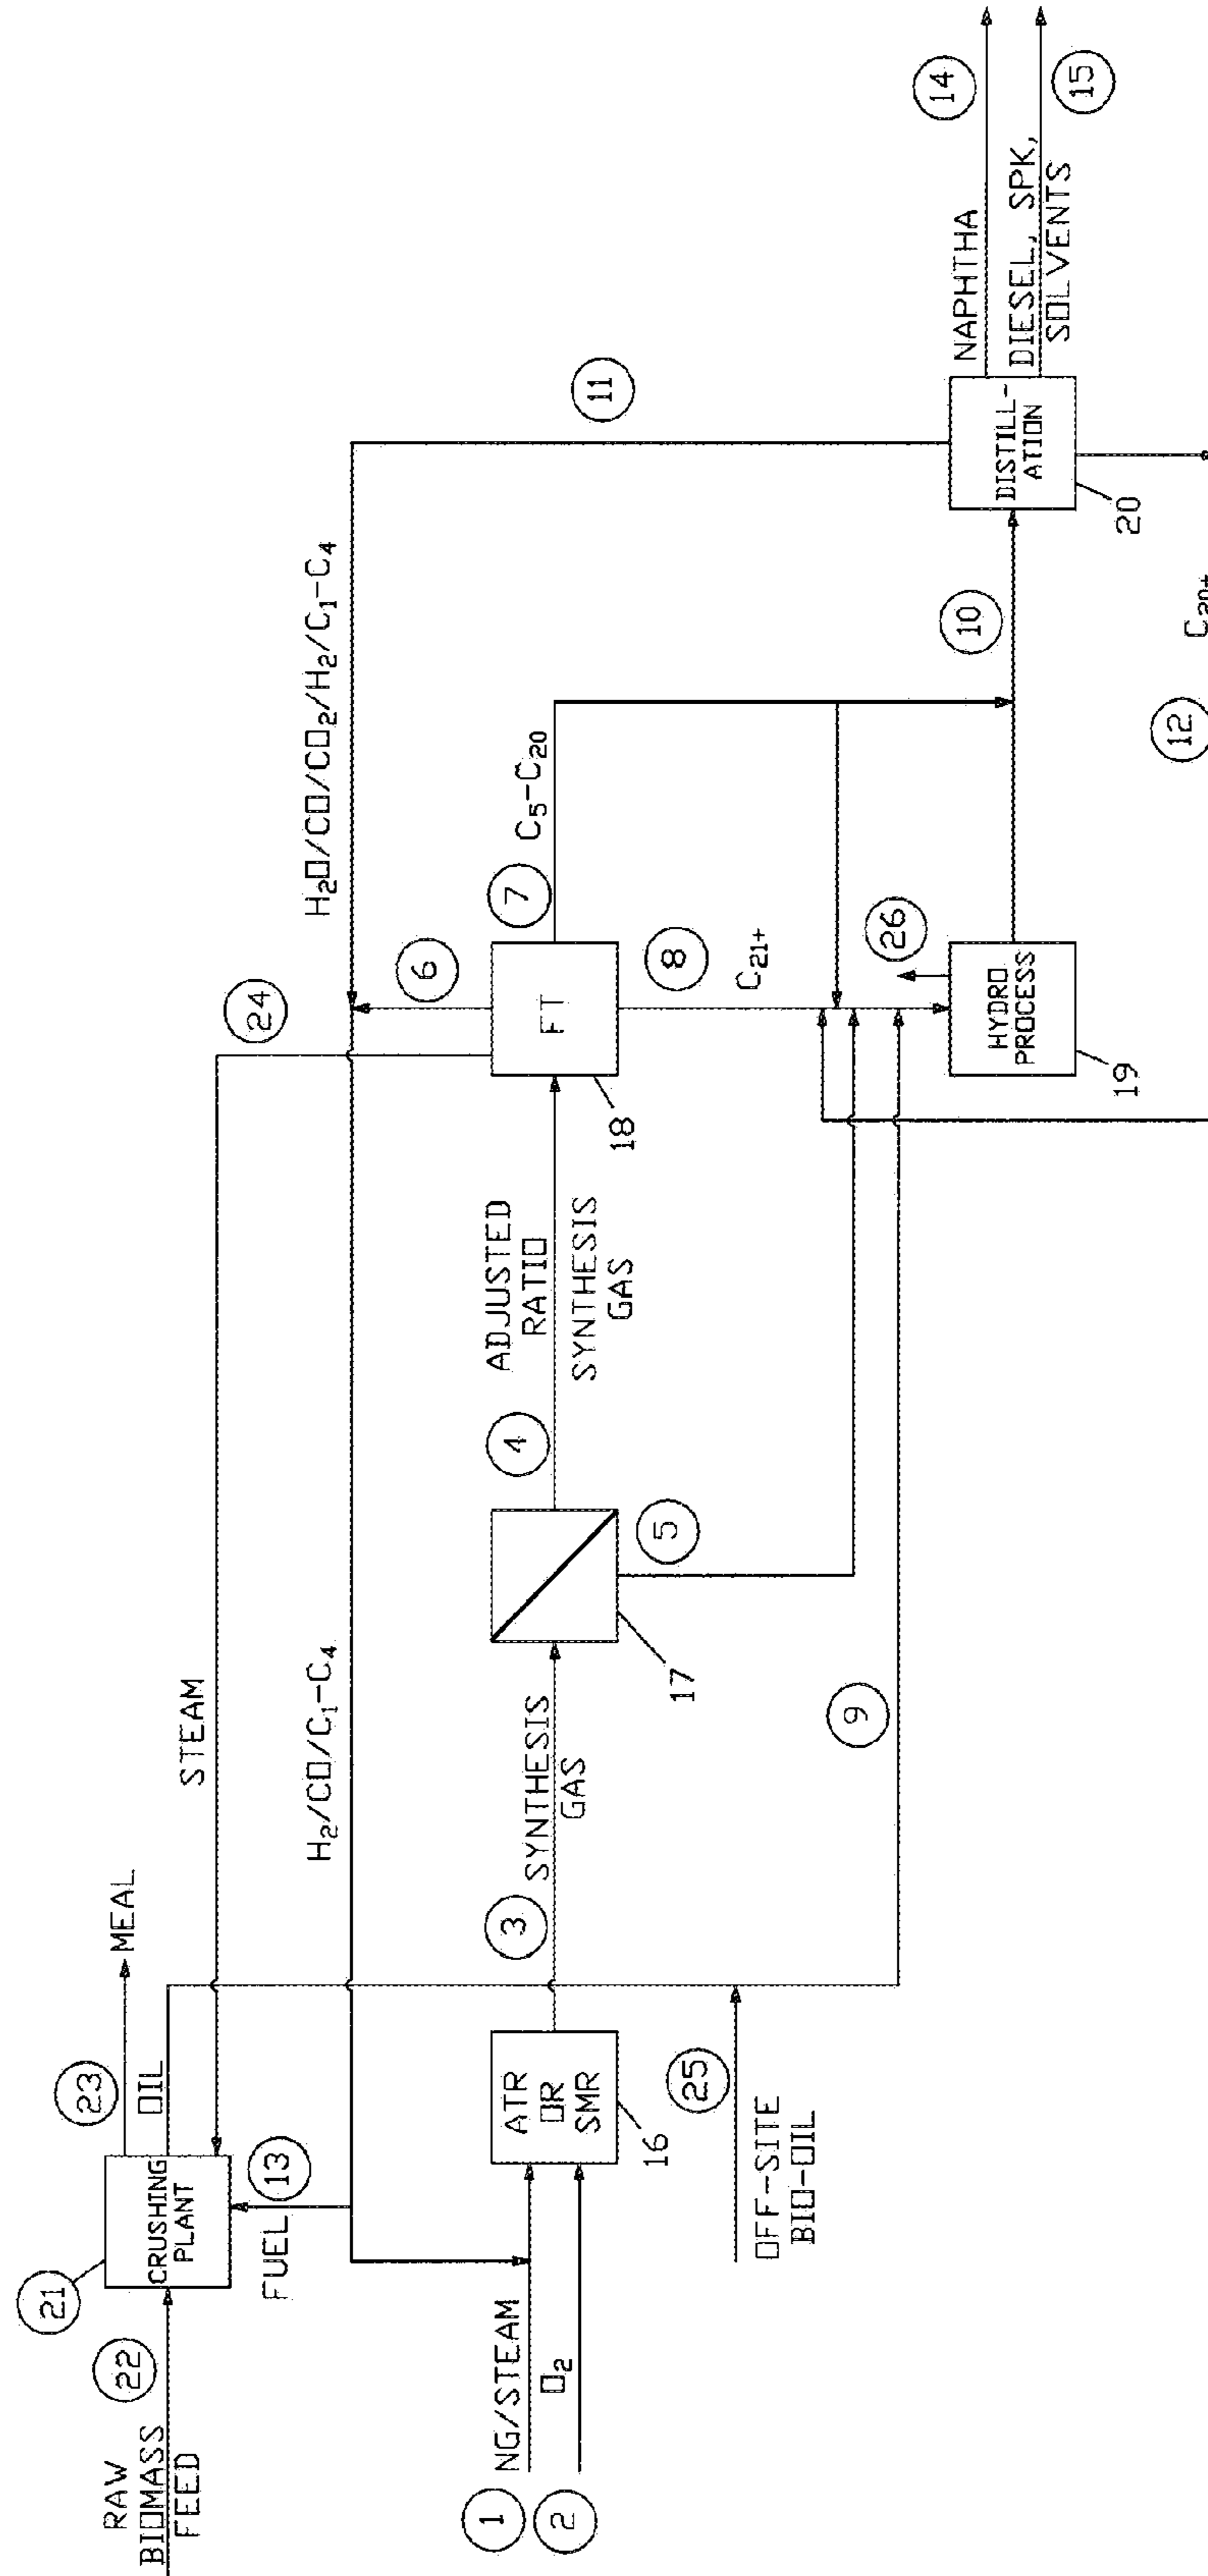 RAW
BIOMASS
FEED
22
21
CRUSHING
PLANT
23
MEAL
OIL
STEAM
24
FUEL
13
H₂/CO/C₁-C₄
H₂O/CO/CO₂/H₂/C₁-C₄
11
1
NG/STEAM
2
O₂
ATR
OR
SMR
16
3
SYNTHESIS
GAS
17
4
5
ADJUSTED
RATIO
SYNTHESIS
GAS
FT
18
6
7
C₅-C₂₀
8
C₂₁₊
OFF-SITE
BIO-OIL
25
9
26
HYDRO
PROCESS
19
10
DISTILL-
ATION
20
NAPHTHA
14
DIESEL, SPK,
SOLVENTS
15
12
C₂₀₊